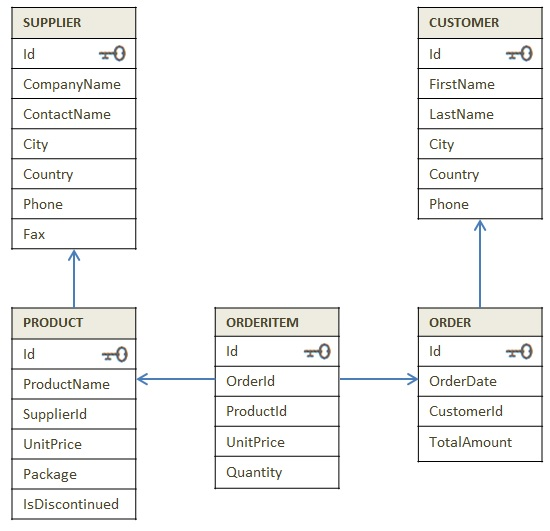 SUPPLIER
Id
CompanyName
ContactName
City
Country
Phone
Fax
CUSTOMER
Id
FirstName
LastName
City
Country
Phone
PRODUCT
Id
ProductName
SupplierId
UnitPrice
Package
IsDiscontinued
ORDERITEM
Id
OrderId
ProductId
UnitPrice
Quantity
ORDER
Id
OrderDate
CustomerId
TotalAmount